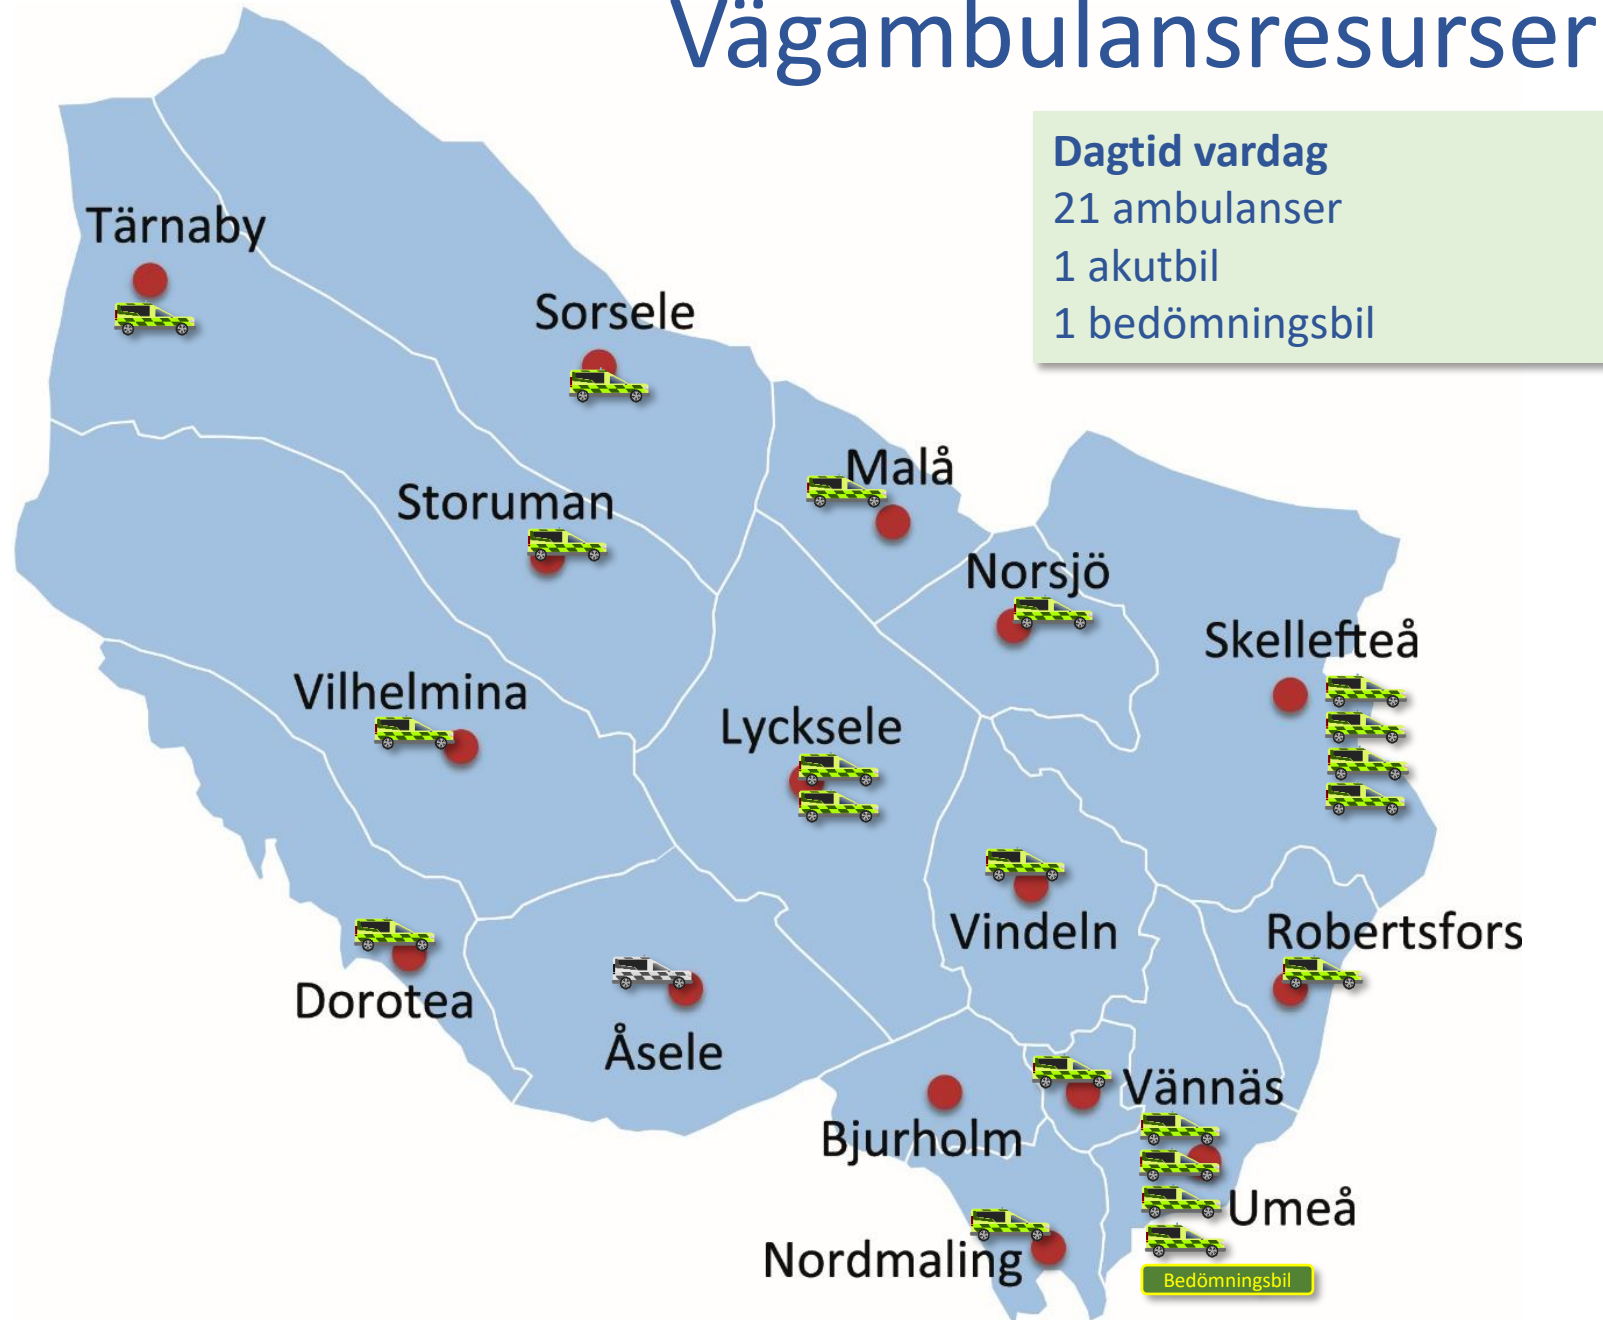 Vägambulansresurser
Dagtid vardag
21 ambulanser
1 akutbil
1 bedömningsbil
Tärnaby
Sorsele
Malå
Storuman
Norsjö
Skellefteå
Vilhelmina
Lycksele
Vindeln
Robertsfors
Dorotea
Åsele
Vännäs
Bjurholm
Umeå
Nordmaling
Bedömningsbil